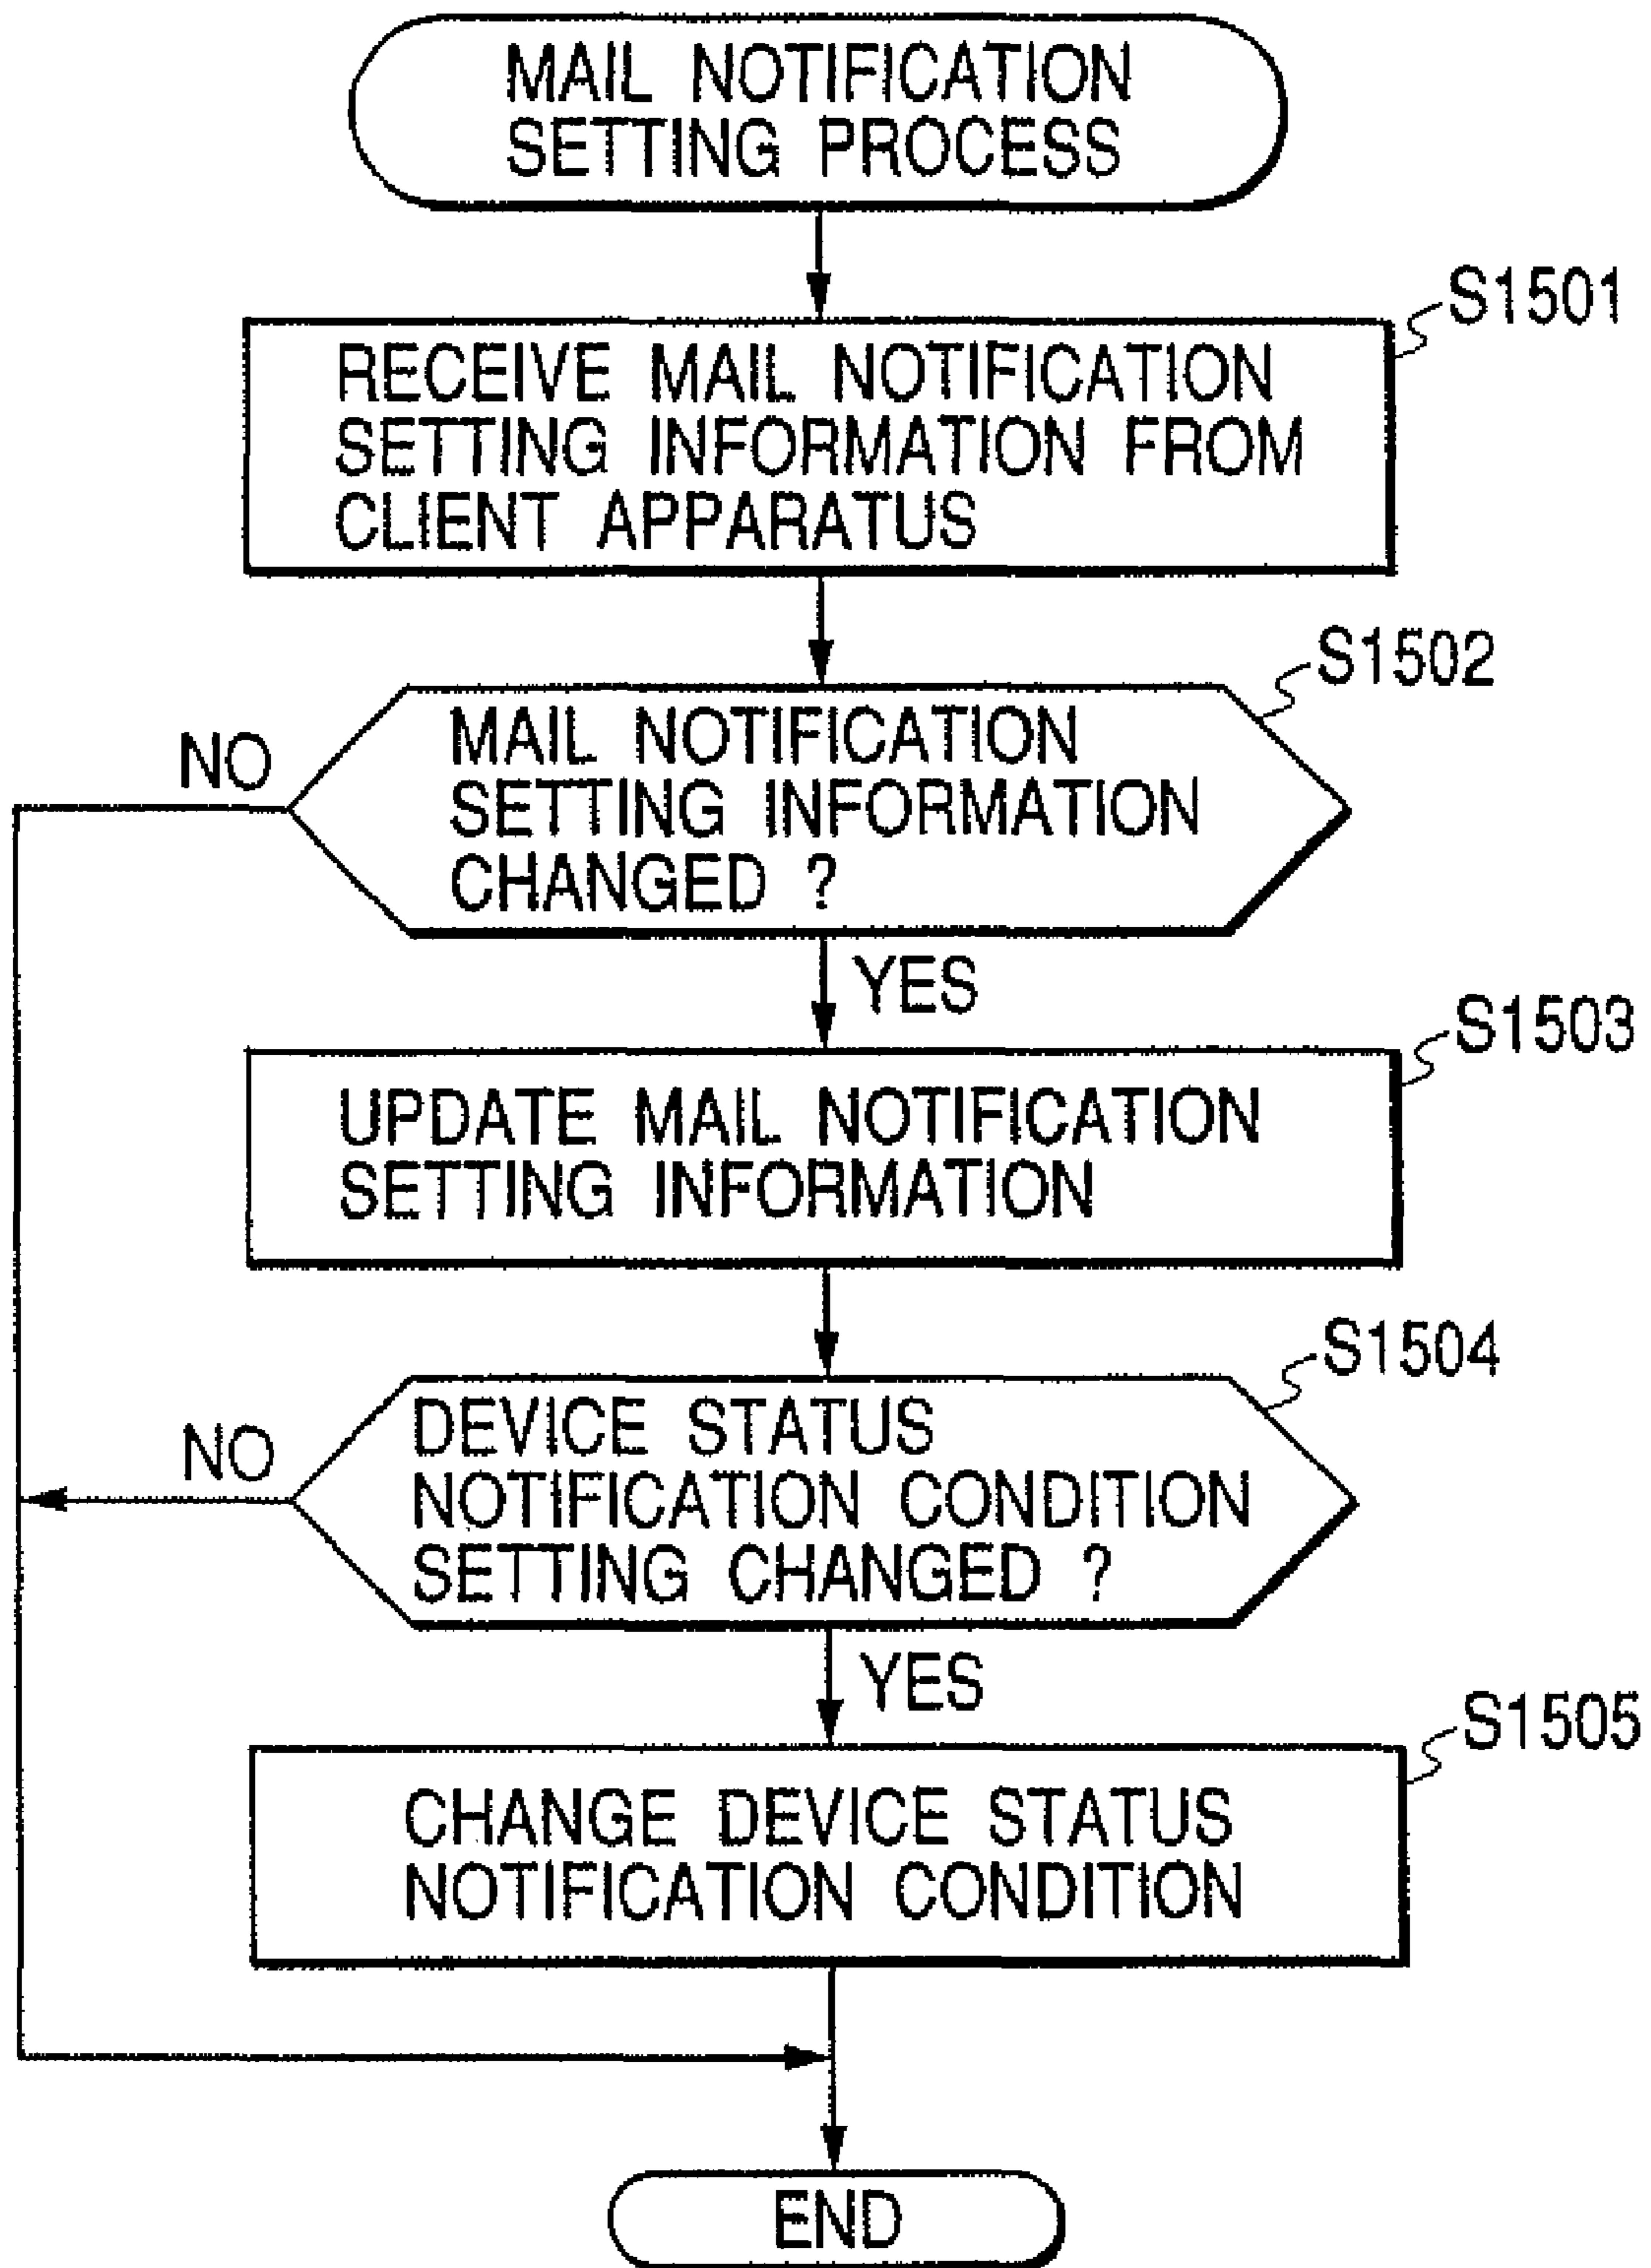 MAIL NOTIFICATION
SETTING PROCESS
S1501
RECEIVE MAIL NOTIFICATION
SETTING INFORMATION FROM
CLIENT APPARATUS
S1502
NO
MAIL NOTIFICATION
SETTING INFORMATION
CHANGED ?
YES
S1503
UPDATE MAIL NOTIFICATION
SETTING INFORMATION
S1504
NO
DEVICE STATUS
NOTIFICATION CONDITION
SETTING CHANGED ?
YES
S1505
CHANGE DEVICE STATUS
NOTIFICATION CONDITION
END